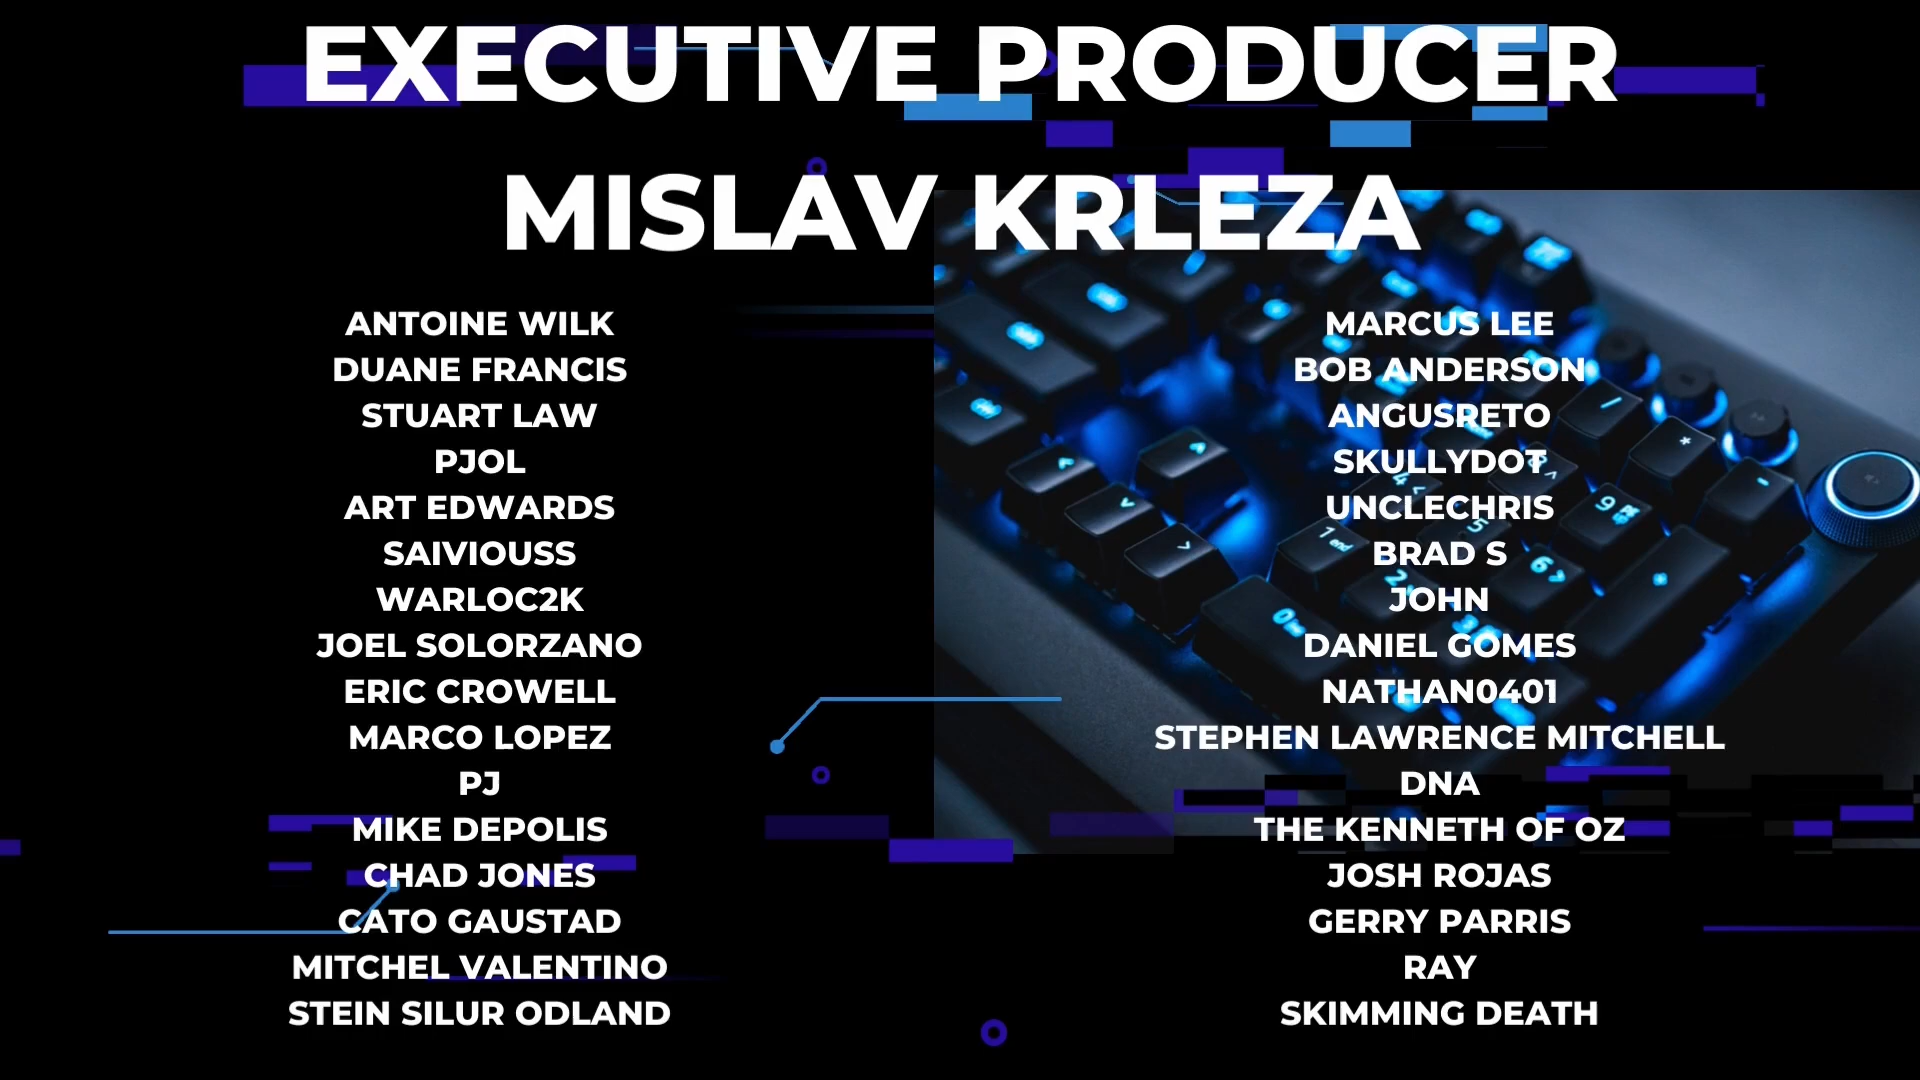 EXECUTIVE PRODUCER
MISLAV KRLEZA
ANTOINE WILK
DUANE FRANCIS
STUART LAW
PJOL
ART EDWARDS
SAIVIOUSS
WARLOC2K
JOEL SOLORZANO
ERIC CROWELL
MARCO LOPEZ
PJ
MIKE DEPOLIS
CHAD JONES
CATO GAUSTAD
MITCHEL VALENTINO
STEIN SILUR ODLAND
MARCUS LEE
BOB ANDERSON
ANGUSRETO
SKULLYDOT
UNCLECHRIS
BRAD S
JOHN
DANIEL GOMES
NATHAN0401
STEPHEN LAWRENCE MITCHELL
DNA
THE KENNETH OF OZ
JOSH ROJAS
GERRY PARRIS
RAY
SKIMMING DEATH